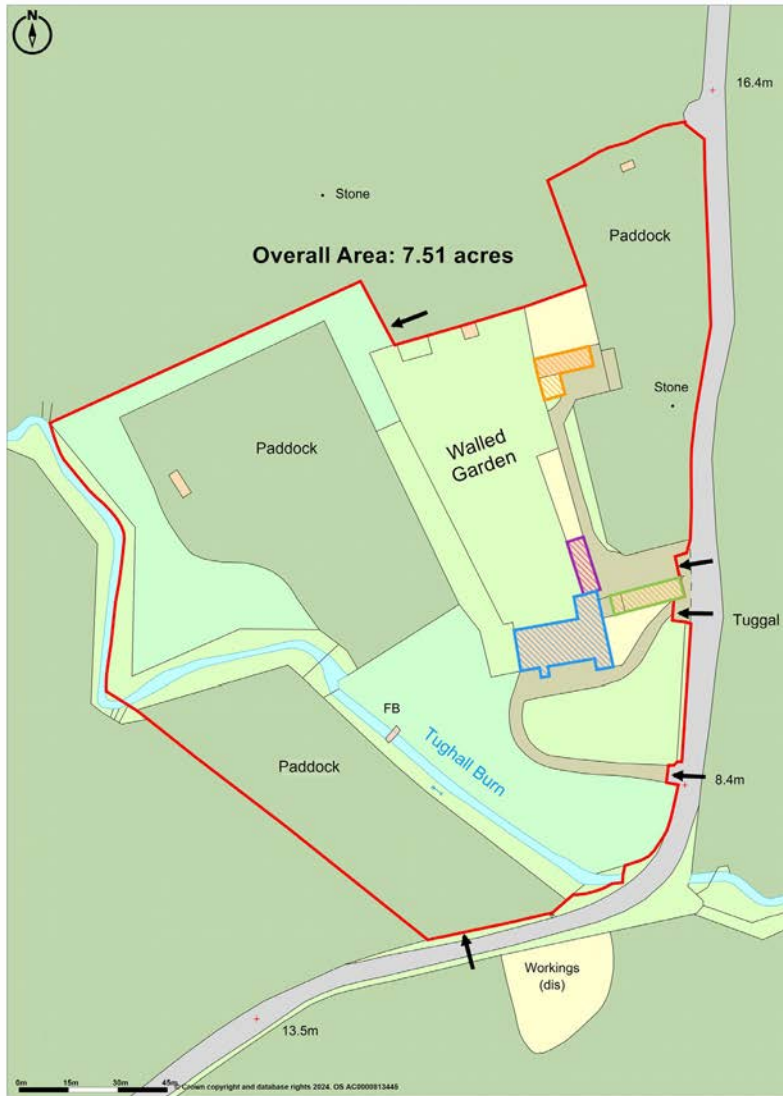 N
16.4m
Stone
Paddock
Overall Area: 7.51 acres
Stone
Walled
Garden
Paddock
Tuggal
FB
Tughall Burn
Paddock
8.4m
Workings
(dis)
13.5m
0m 15m 30m 45m
© Crown copyright and database rights 2024. OS AC0000813445